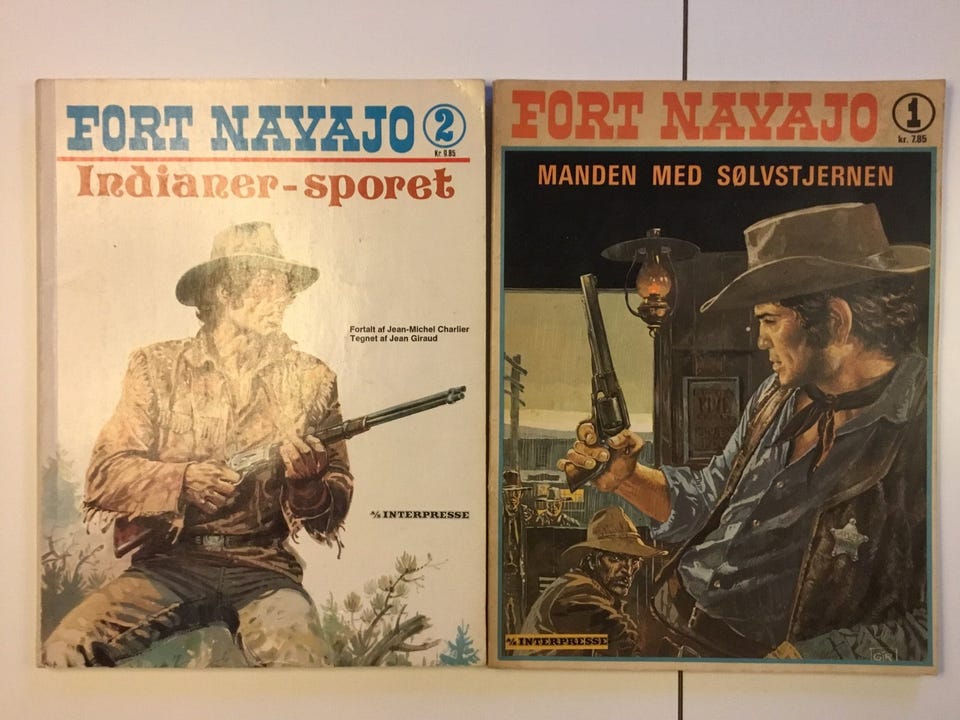 FORT NAVAJO 2
Kr. 9.85
Indianer-sporet
Fortalt af Jean-Michel Charlier
Tegnet af Jean Giraud
A/S INTERPRESSE
FORT NAVAJO 1
kr. 7.85
MANDEN MED SØLVSTJERNEN
A/S INTERPRESSE
GIR